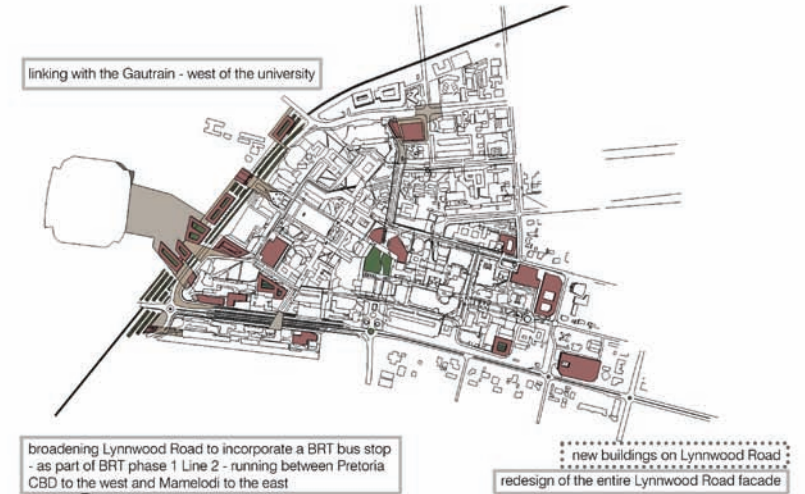 linking with the Gautrain - west of the university
broadening Lynnwood Road to incorporate a BRT bus stop
- as part of BRT phase 1 Line 2 - running between Pretoria
CBD to the west and Mamelodi to the east
new buildings on Lynnwood Road
redesign of the entire Lynnwood Road facade